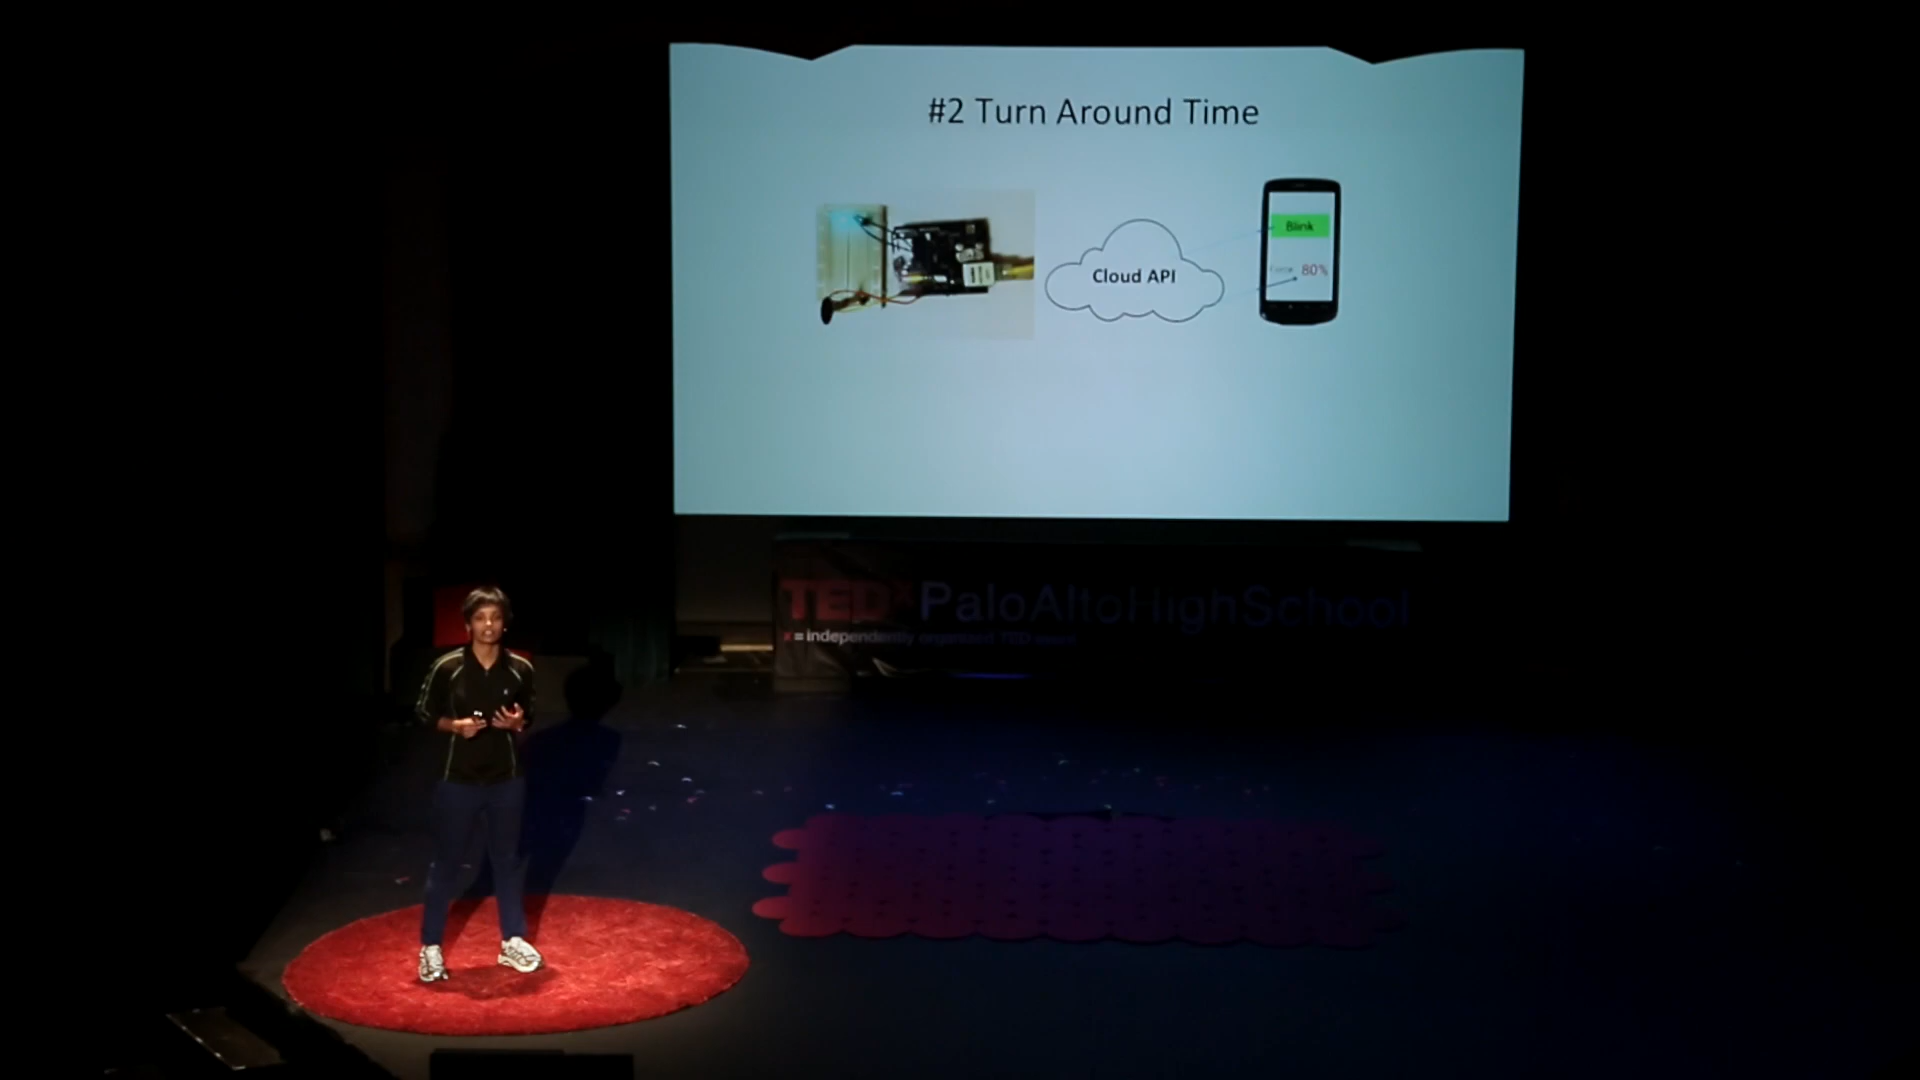 #2 Turn Around Time
Blink
Cloud API
80%
TEDx PaloAltoHighSchool
x = independently organized TED event